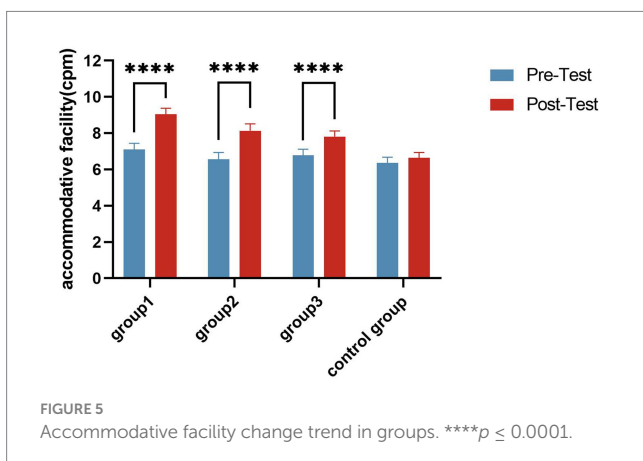 12
10
8
6
4
2
0
accommodative facility(cpm)
****
****
****
group1
group2
group3
control group
Pre-Test
Post-Test
FIGURE 5
Accommodative facility change trend in groups. ****p ≤ 0.0001.